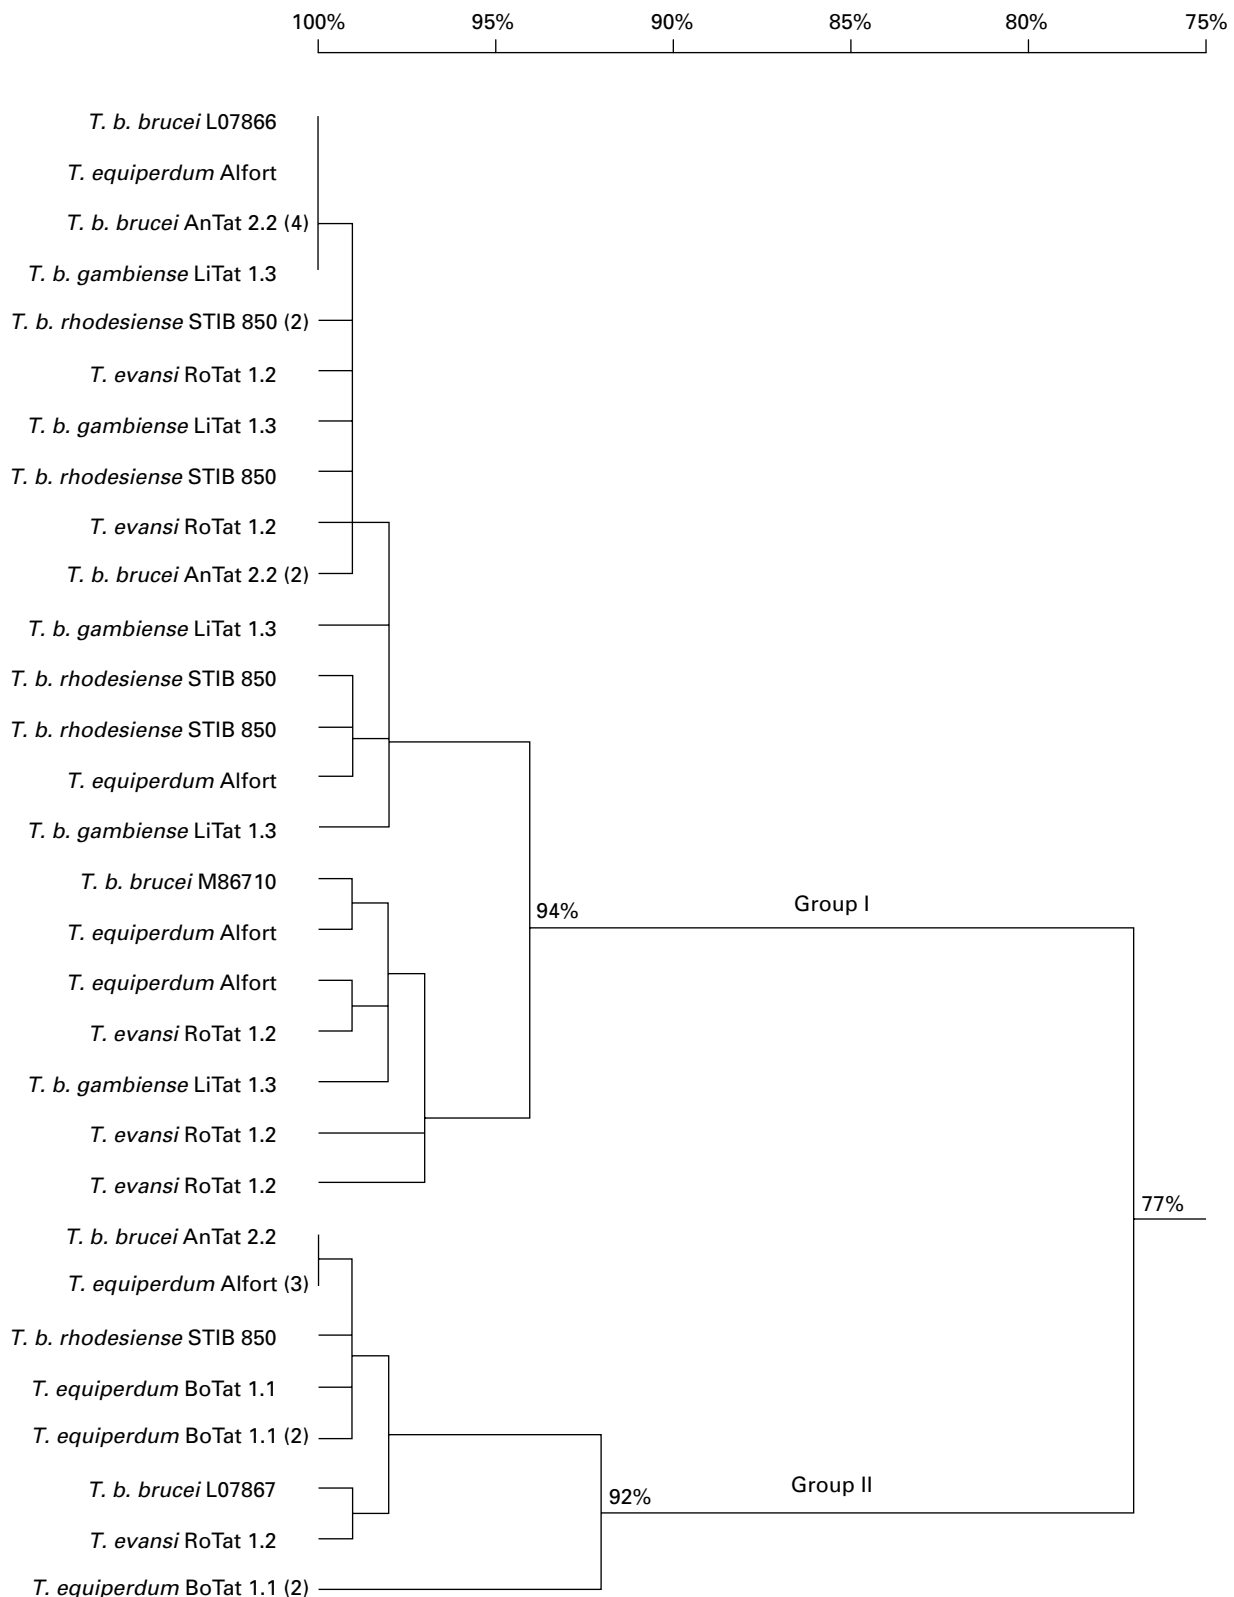 100% 95% 90% 85% 80% 75%
T. b. brucei L07866
T. equiperdum Alfort
T. b. brucei AnTat 2.2 (4)
T. b. gambiense LiTat 1.3
T. b. rhodesiense STIB 850 (2)
T. evansi RoTat 1.2
T. b. gambiense LiTat 1.3
T. b. rhodesiense STIB 850
T. evansi RoTat 1.2
T. b. brucei AnTat 2.2 (2)
T. b. gambiense LiTat 1.3
T. b. rhodesiense STIB 850
T. b. rhodesiense STIB 850
T. equiperdum Alfort
T. b. gambiense LiTat 1.3
T. b. brucei M86710
94% Group I
T. equiperdum Alfort
T. equiperdum Alfort
T. evansi RoTat 1.2
T. b. gambiense LiTat 1.3
T. evansi RoTat 1.2
T. evansi RoTat 1.2
77%
T. b. brucei AnTat 2.2
T. equiperdum Alfort (3)
T. b. rhodesiense STIB 850
T. equiperdum BoTat 1.1
T. equiperdum BoTat 1.1 (2)
T. b. brucei L07867
92% Group II
T. evansi RoTat 1.2
T. equiperdum BoTat 1.1 (2)